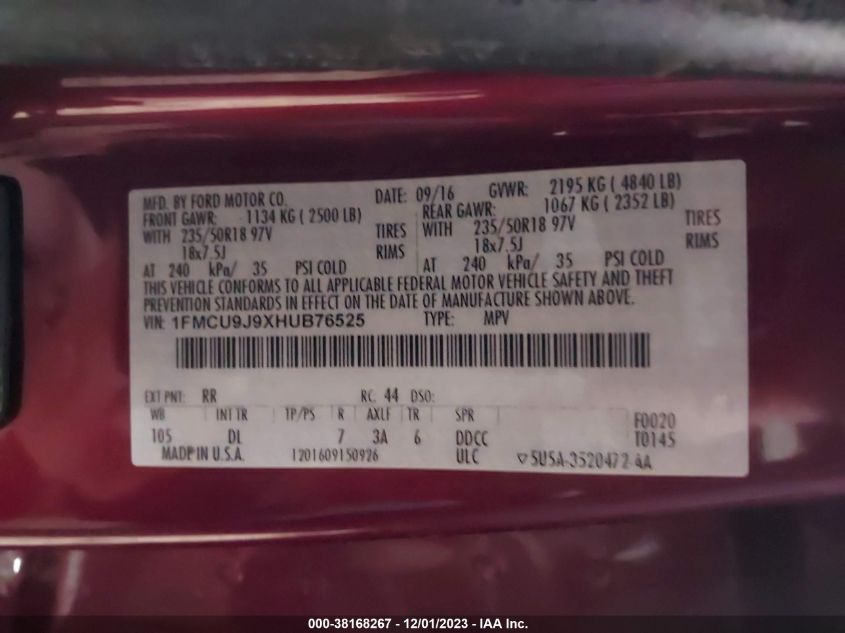 MFD. BY FORD MOTOR CO. DATE: 09/16 GVWR: 2195 KG ( 4840 LB)
FRONT GAWR: 1134 KG ( 2500 LB) REAR GAWR: 1067 KG ( 2352 LB)
WITH 235/50R18 97V TIRES WITH 235/50R18 97V TIRES
18x7.5J RIMS 18x7.5J RIMS
AT 240 kPa/ 35 PSI COLD AT 240 kPa/ 35 PSI COLD
THIS VEHICLE CONFORMS TO ALL APPLICABLE FEDERAL MOTOR VEHICLE SAFETY AND THEFT
PREVENTION STANDARDS IN EFFECT ON THE DATE OF MANUFACTURE SHOWN ABOVE.
VIN: 1FMCU9J9XHUB76525 TYPE: MPV
EXT PNT: RR RC: 44 DSO:
WB INT TR TP/PS R AXLE TR SPR F0020
105 DL 7 3A 6 DDCC T0145
MADE IN U.S.A. 1201609150926 ULC 5U5A-3520472-AA
000-38168267 - 12/01/2023 - IAA Inc.